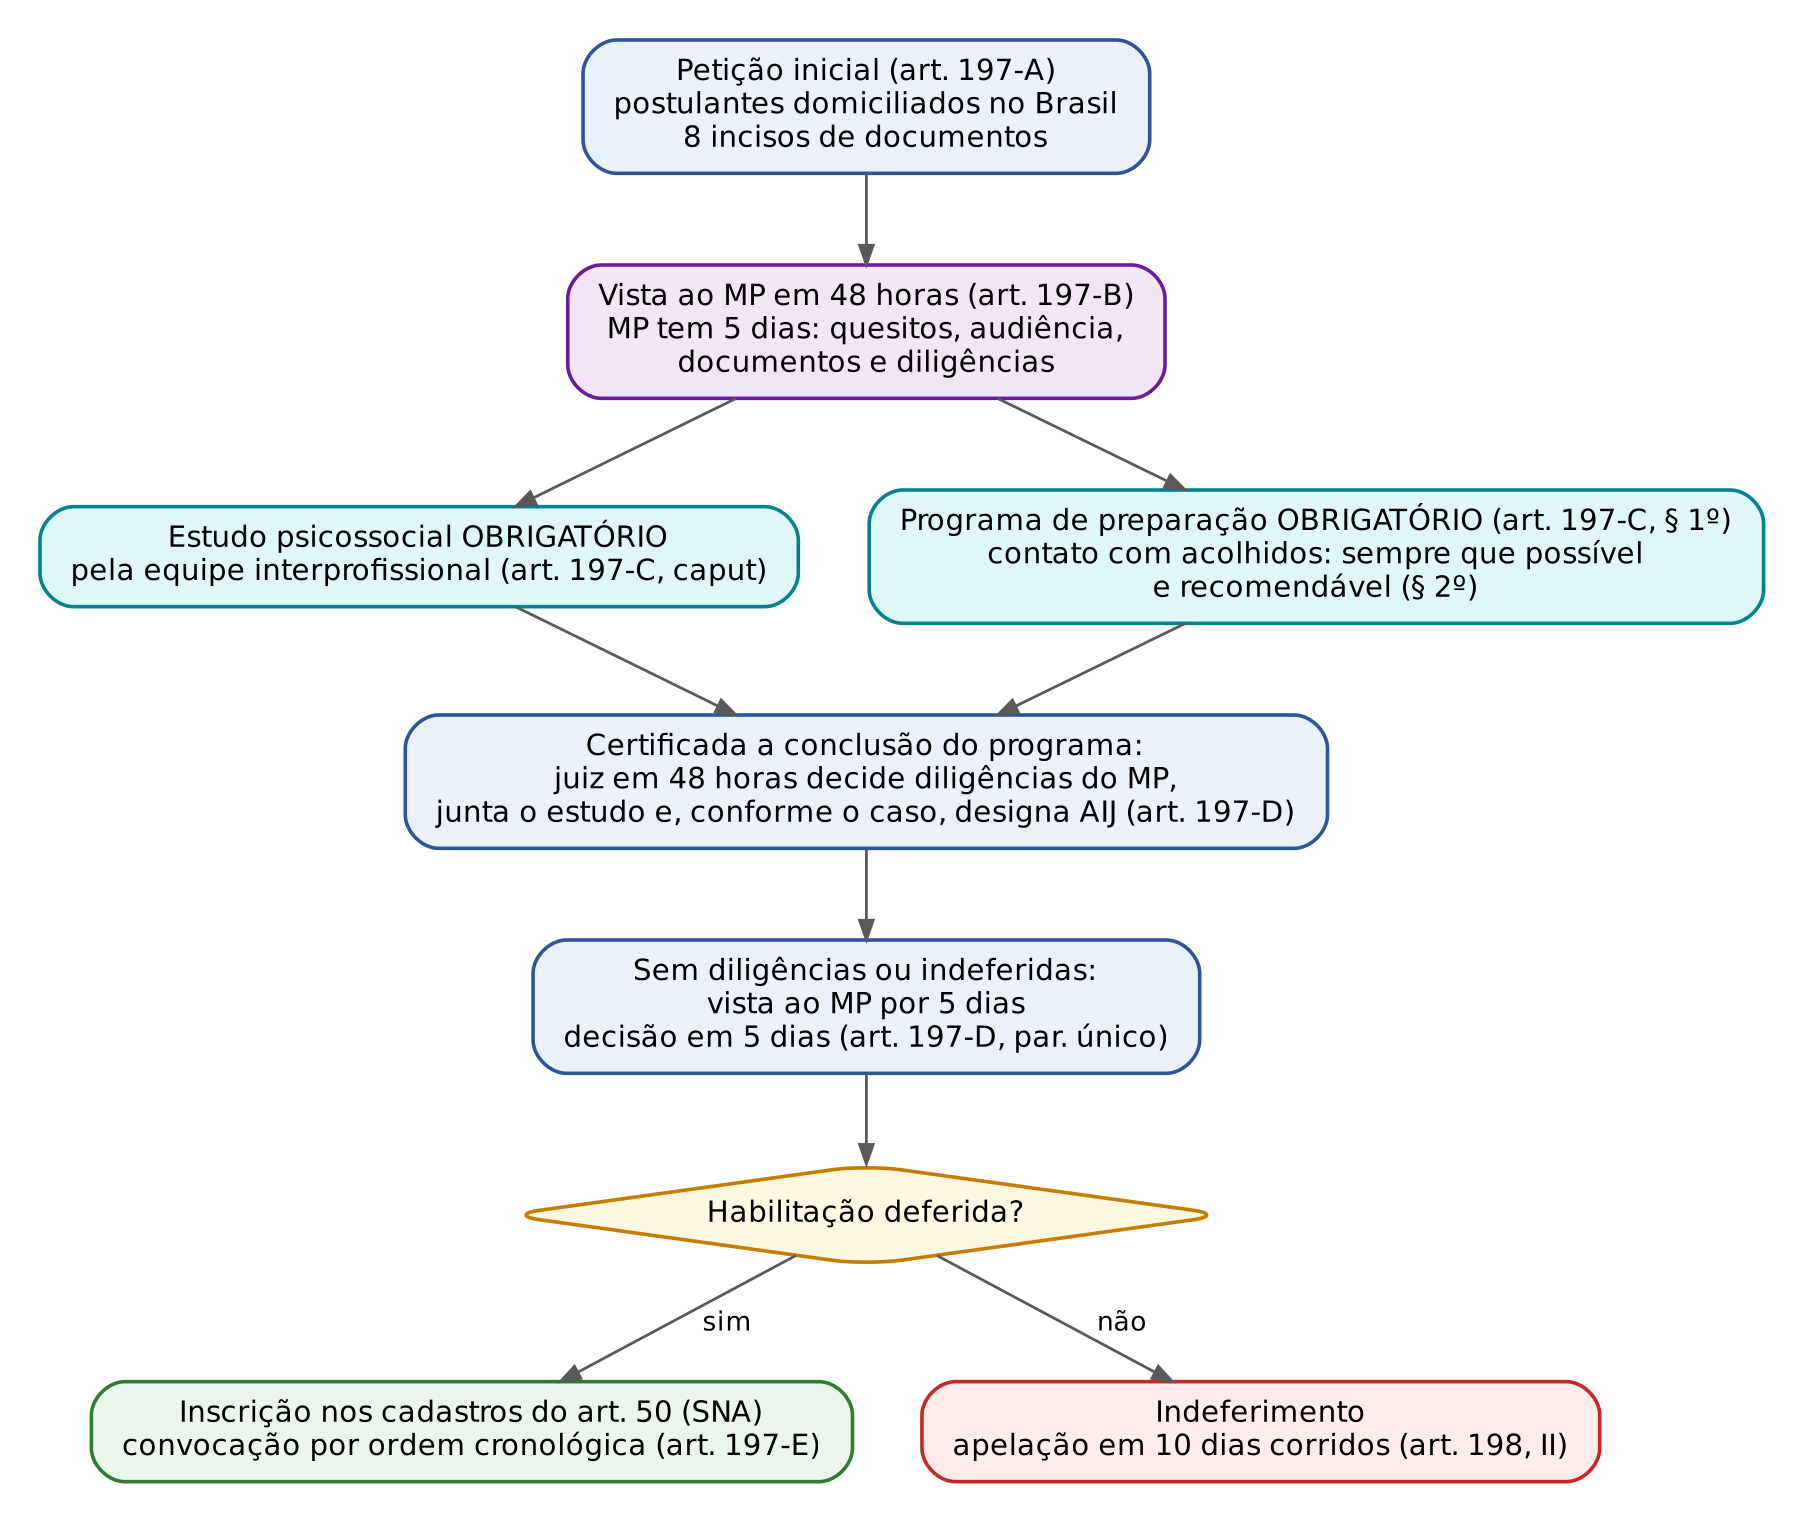 Petição inicial (art. 197-A)
postulantes domiciliados no Brasil
8 incisos de documentos
Vista ao MP em 48 horas (art. 197-B)
MP tem 5 dias: quesitos, audiência,
documentos e diligências
Estudo psicossocial OBRIGATÓRIO
pela equipe interprofissional (art. 197-C, caput)
Programa de preparação OBRIGATÓRIO (art. 197-C, § 1º)
contato com acolhidos: sempre que possível
e recomendável (§ 2º)
Certificada a conclusão do programa:
juiz em 48 horas decide diligências do MP,
junta o estudo e, conforme o caso, designa AIJ (art. 197-D)
Sem diligências ou indeferidas:
vista ao MP por 5 dias
decisão em 5 dias (art. 197-D, par. único)
Habilitação deferida?
sim
não
Inscrição nos cadastros do art. 50 (SNA)
convocação por ordem cronológica (art. 197-E)
Indeferimento
apelação em 10 dias corridos (art. 198, II)